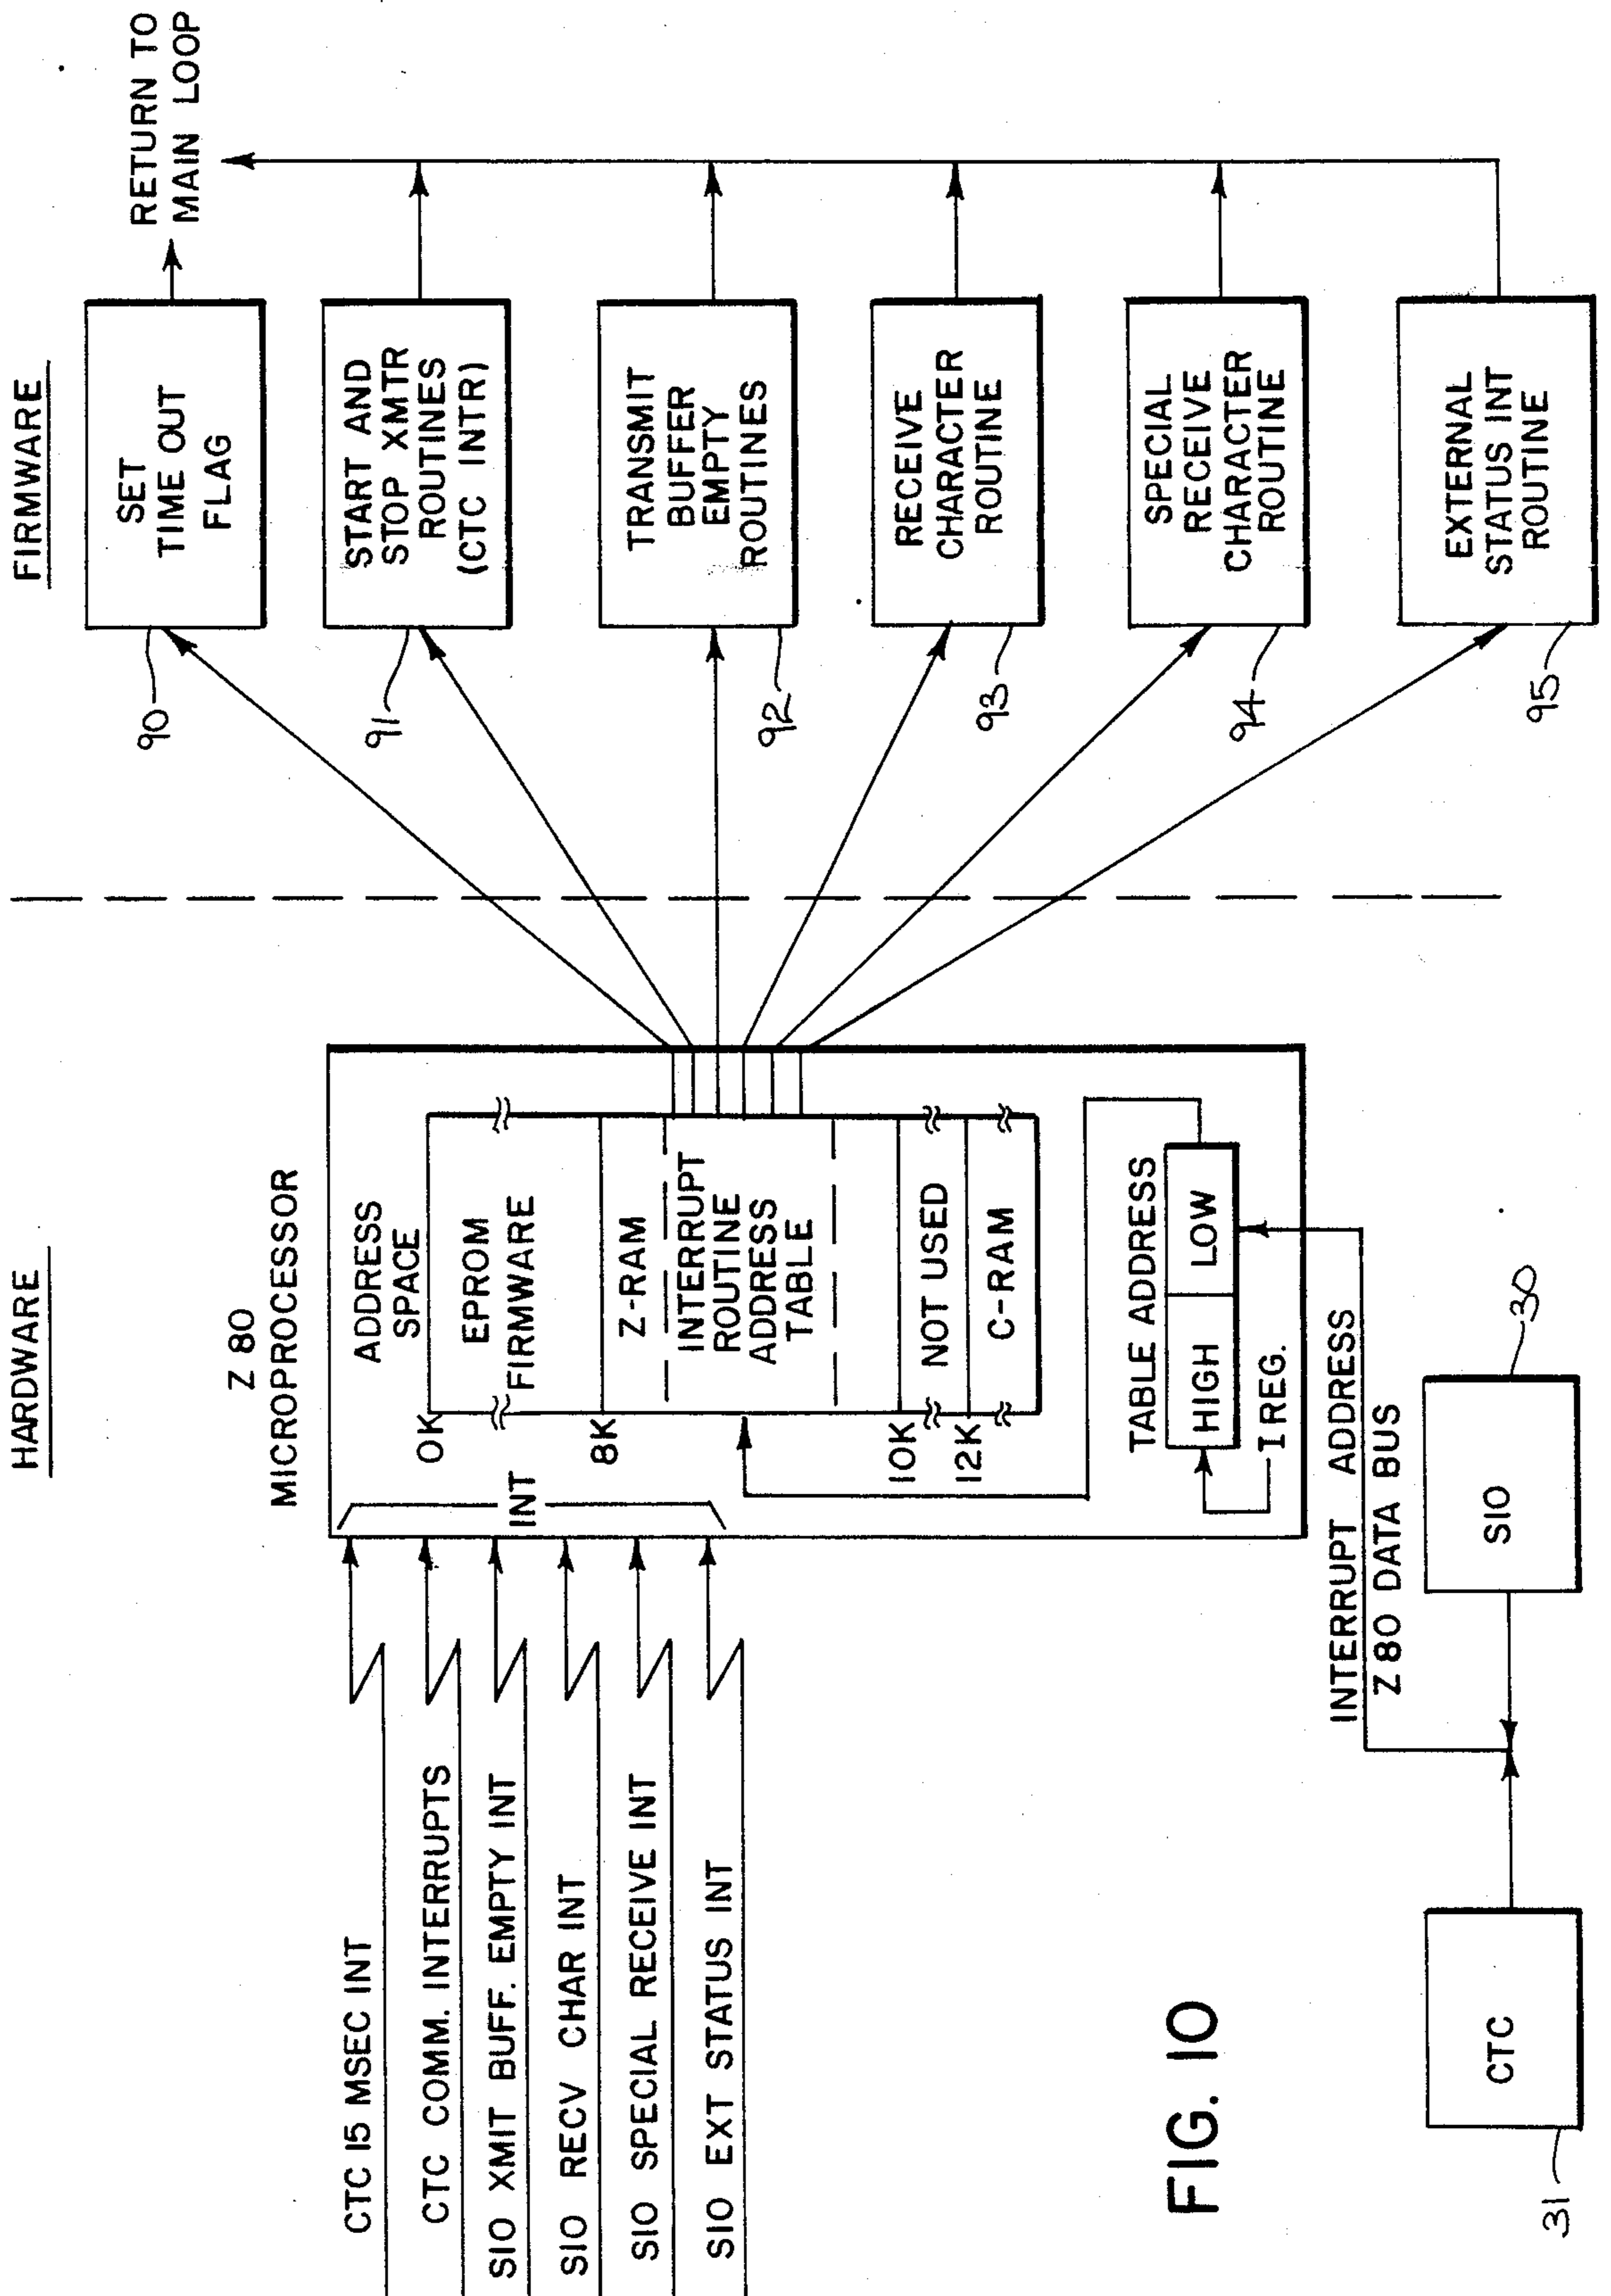 HARDWARE
FIRMWARE
Z 80
MICROPROCESSOR
CTC 15 MSEC INT
CTC COMM. INTERRUPTS
SIO XMIT BUFF. EMPTY INT
SIO RECV CHAR INT
SIO SPECIAL RECEIVE INT
SIO EXT STATUS INT
INT
ADDRESS
SPACE
0K
EPROM
FIRMWARE
8K
Z-RAM
INTERRUPT
ROUTINE
ADDRESS
TABLE
10K
NOT USED
12K
C-RAM
TABLE ADDRESS
HIGH
LOW
I REG.
INTERRUPT ADDRESS
Z 80 DATA BUS
CTC
31
SIO
30
90
SET
TIME OUT
FLAG
RETURN TO
MAIN LOOP
91
START AND
STOP XMTR
ROUTINES
(CTC INTR)
92
TRANSMIT
BUFFER
EMPTY
ROUTINES
93
RECEIVE
CHARACTER
ROUTINE
94
SPECIAL
RECEIVE
CHARACTER
ROUTINE
95
EXTERNAL
STATUS INT
ROUTINE
FIG. 10